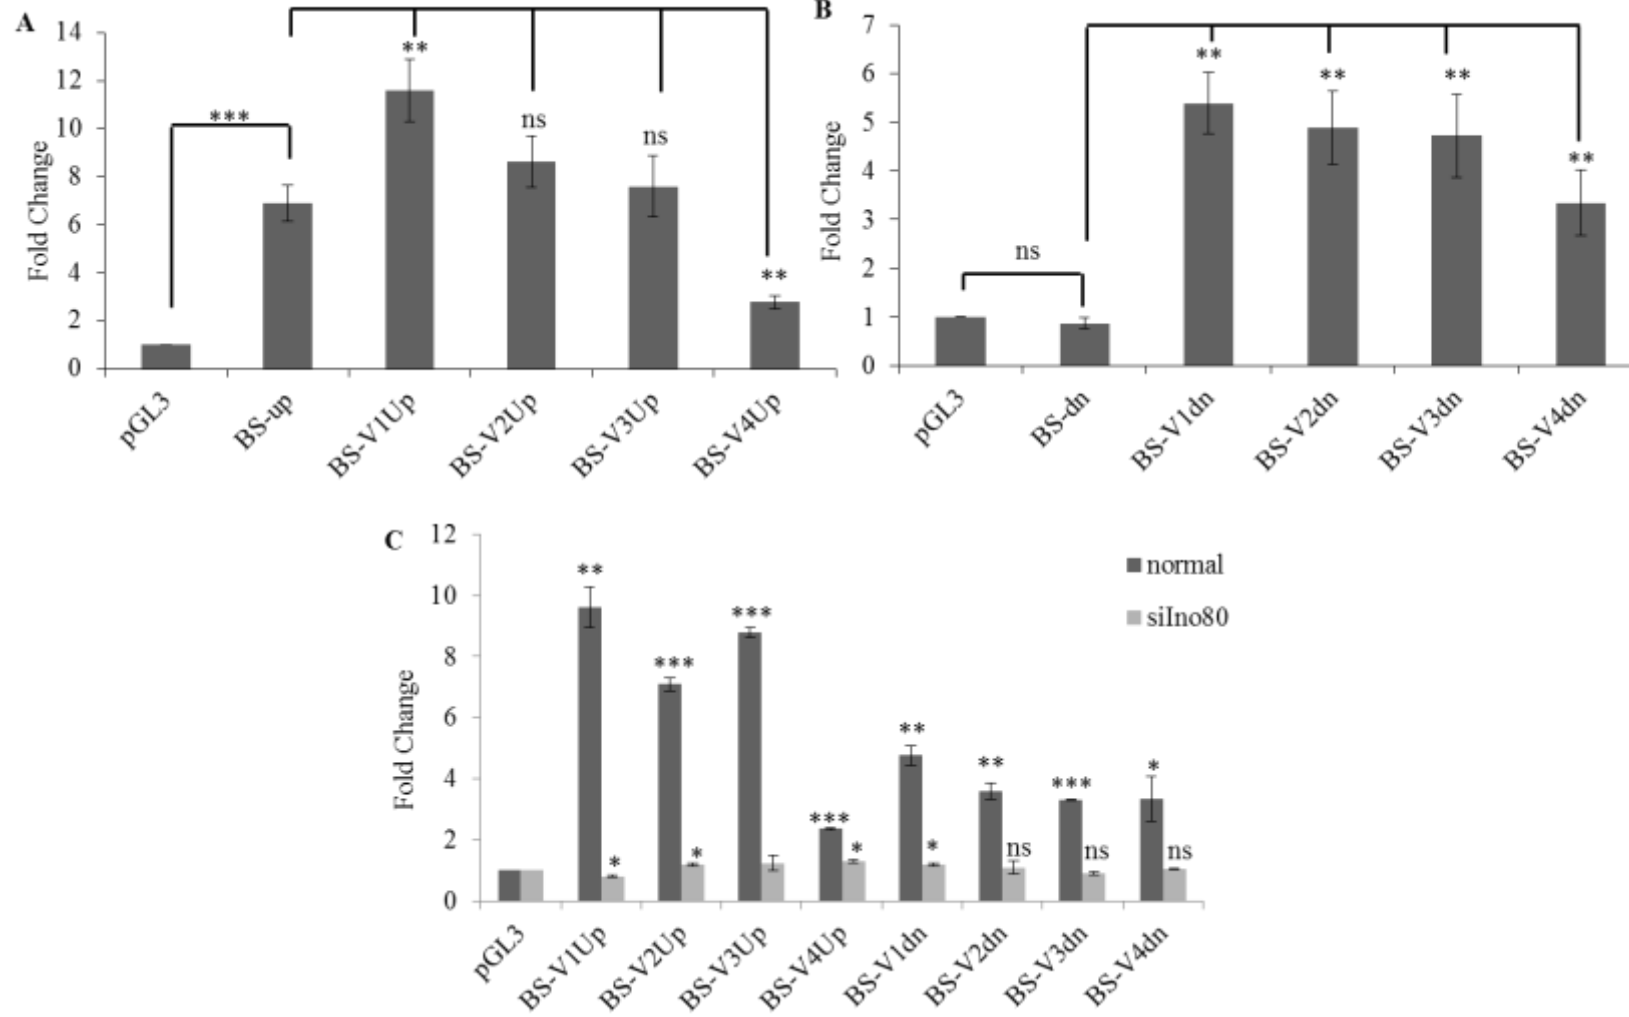 A
Fold Change
14
12
10
8
6
4
2
0
***
**
ns
ns
**
pGL3
BS-up
BS-V1Up
BS-V2Up
BS-V3Up
BS-V4Up
B
Fold Change
7
6
5
4
3
2
1
0
ns
**
**
**
**
pGL3
BS-dn
BS-V1dn
BS-V2dn
BS-V3dn
BS-V4dn
C
Fold Change
12
10
8
6
4
2
0
**
*
***
*
***
***
*
**
*
**
ns
***
ns
*
ns
normal
siIno80
pGL3
BS-V1Up
BS-V2Up
BS-V3Up
BS-V4Up
BS-V1dn
BS-V2dn
BS-V3dn
BS-V4dn